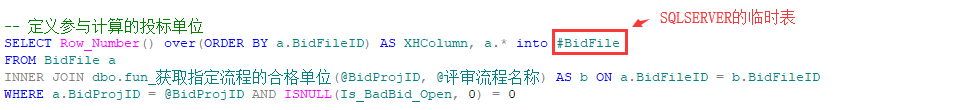 SQLSERVER的临时表
-- 定义参与计算的投标单位
SELECT Row_Number() over(ORDER BY a.BidFileID) AS XHColumn, a.* into #BidFile
FROM BidFile a
INNER JOIN dbo.fun_获取指定流程的合格单位(@BidProjID, @评审流程名称) AS b ON a.BidFileID = b.BidFileID
WHERE a.BidProjID = @BidProjID AND ISNULL(Is_BadBid_Open, 0) = 0